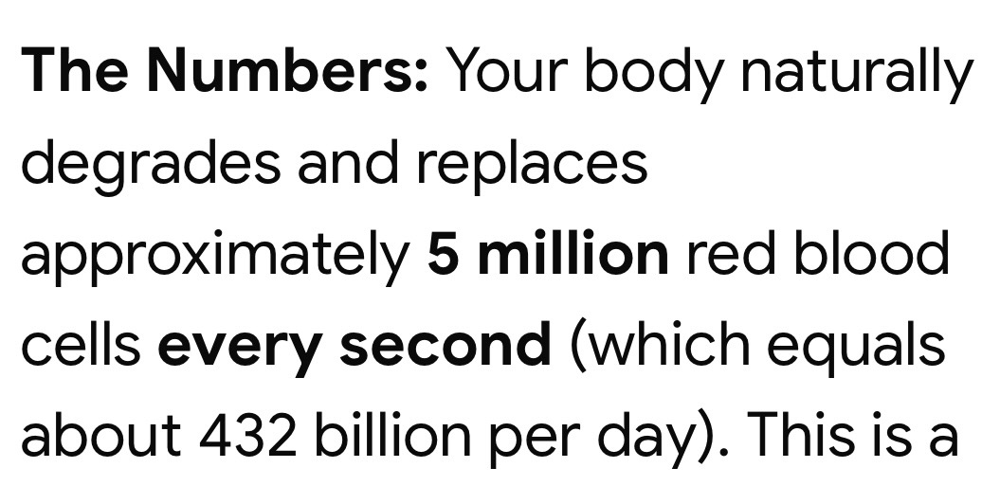 The Numbers: Your body naturally
degrades and replaces
approximately 5 million red blood
cells every second (which equals
about 432 billion per day). This is a